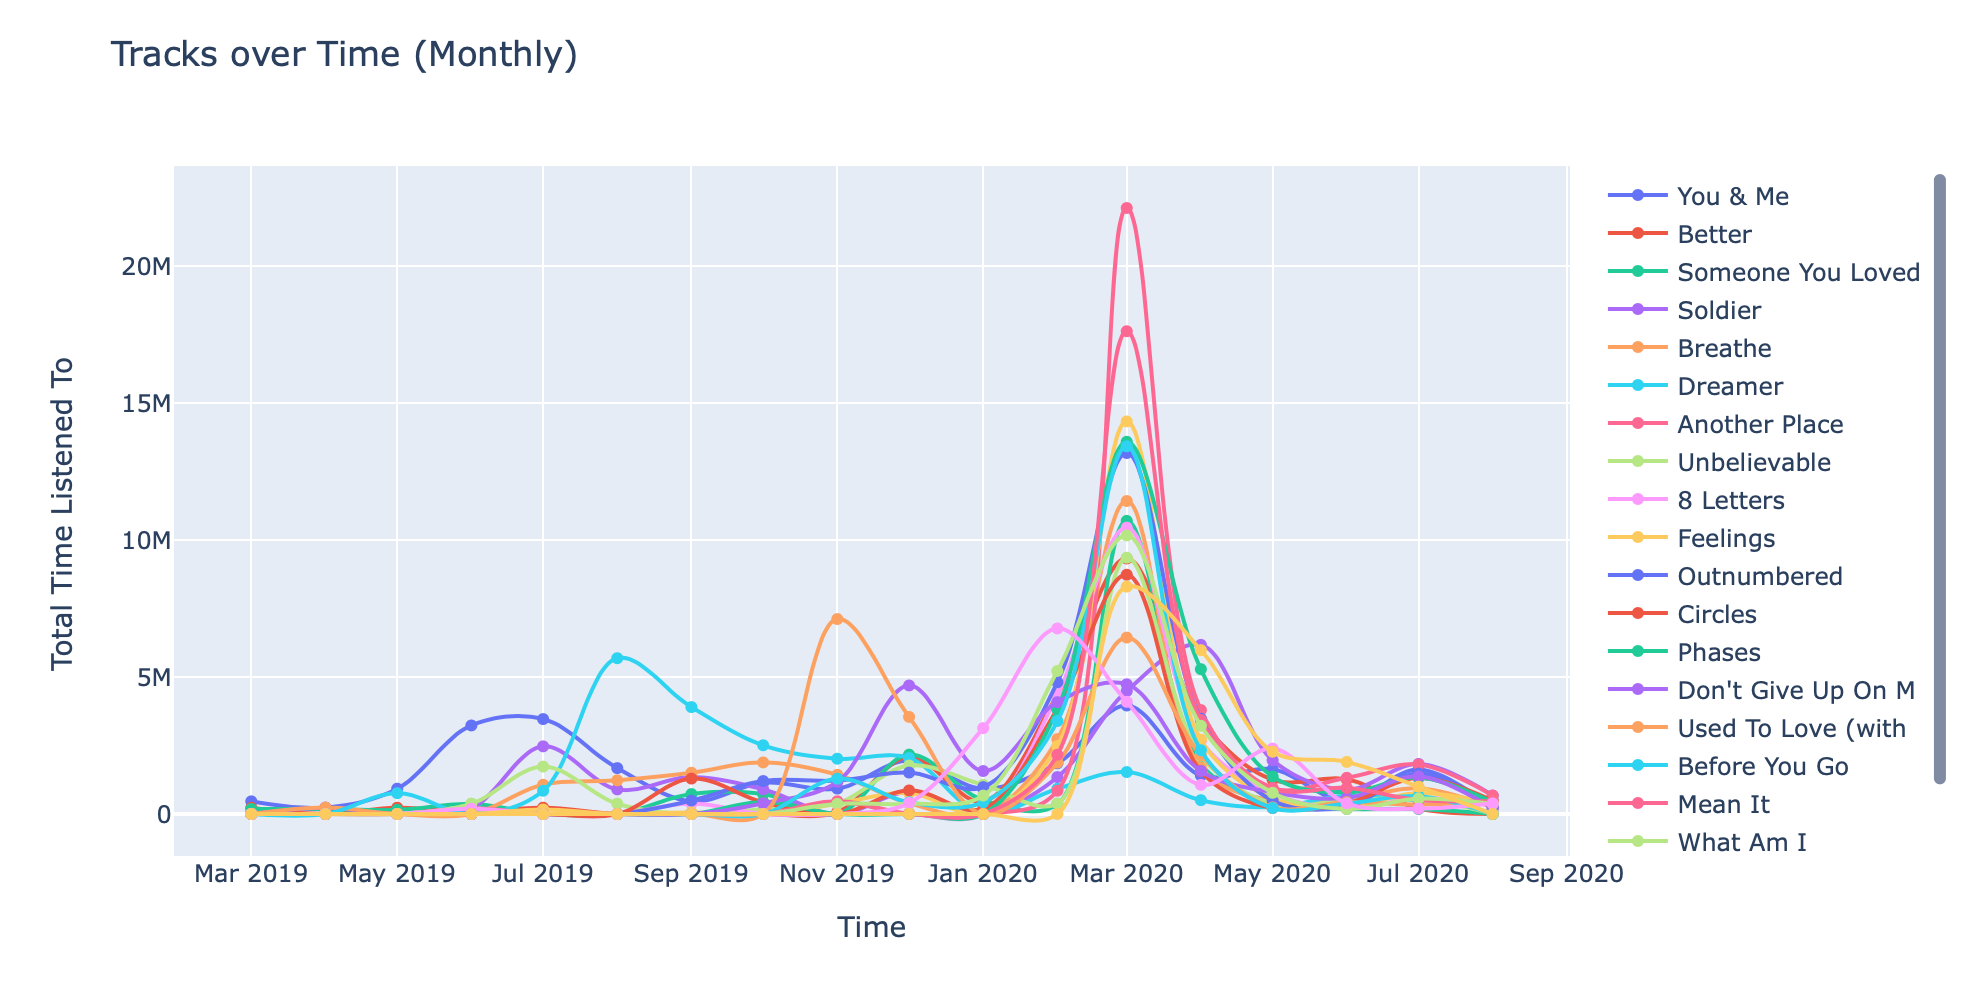 Tracks over Time (Monthly)
20M
15M
10M
5M
0
Total Time Listened To
Mar 2019
May 2019
Jul 2019
Sep 2019
Nov 2019
Jan 2020
Mar 2020
May 2020
Jul 2020
Sep 2020
Time
You & Me
Better
Someone You Loved
Soldier
Breathe
Dreamer
Another Place
Unbelievable
8 Letters
Feelings
Outnumbered
Circles
Phases
Don't Give Up On M
Used To Love (with
Before You Go
Mean It
What Am I